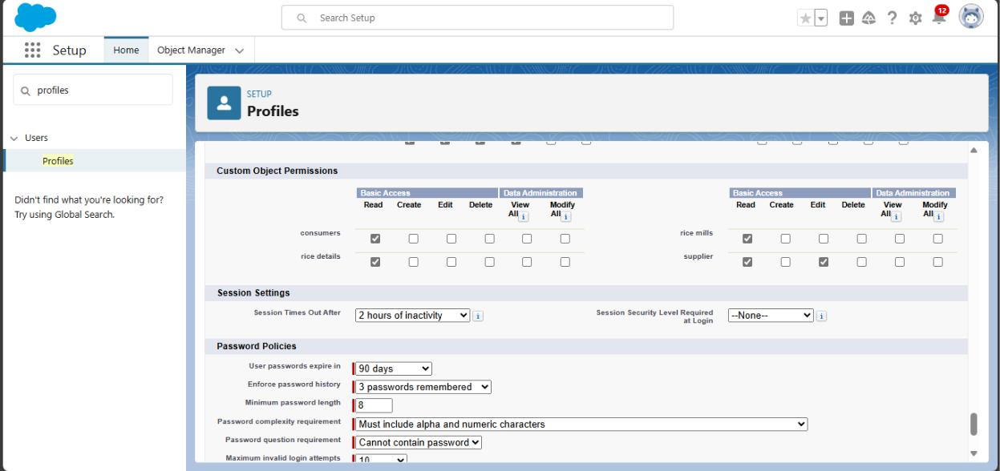 Search Setup
12
Setup
Home
Object Manager
profiles
Users
Profiles
Didn't find what you're looking for?
Try using Global Search.
SETUP
Profiles
Custom Object Permissions
Basic Access Data Administration Basic Access Data Administration
Read Create Edit Delete View All i Modify All i Read Create Edit Delete View All i Modify All i
consumers rice mills
rice details supplier
Session Settings
Session Times Out After 2 hours of inactivity i Session Security Level Required at Login --None-- i
Password Policies
User passwords expire in 90 days
Enforce password history 3 passwords remembered
Minimum password length 8
Password complexity requirement Must include alpha and numeric characters
Password question requirement Cannot contain password
Maximum invalid login attempts 10